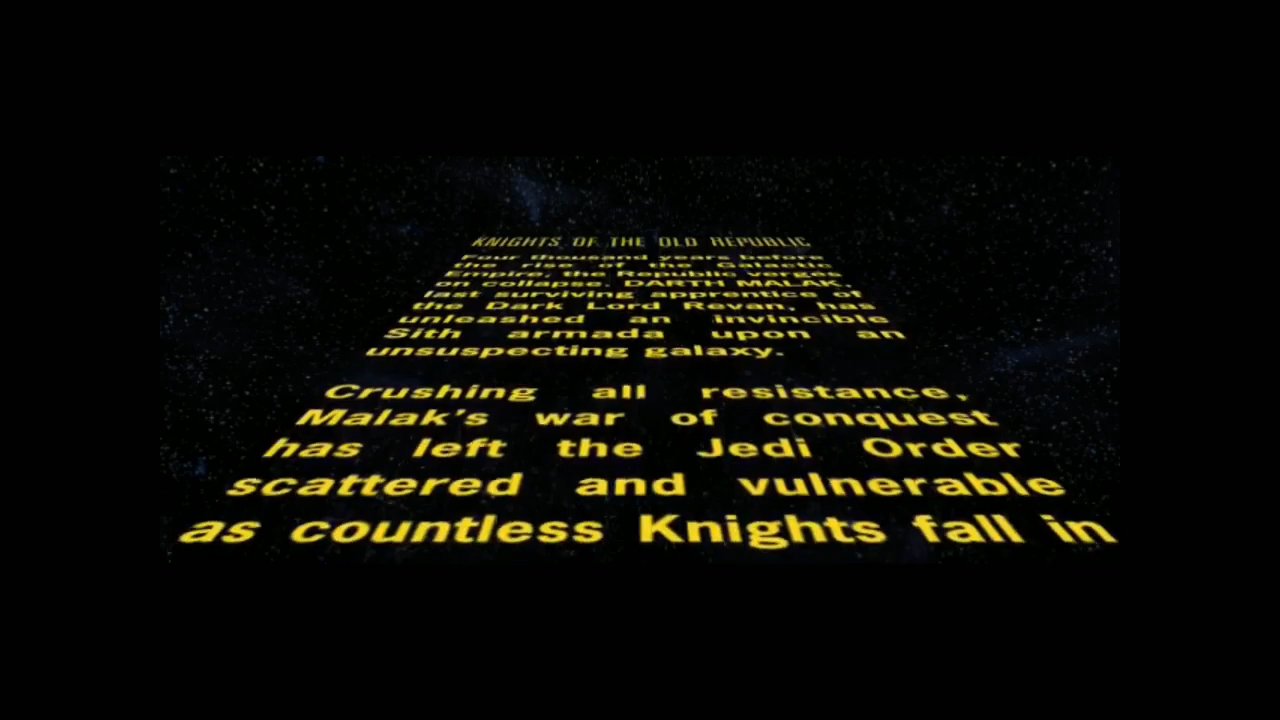 KNIGHTS OF THE OLD REPUBLIC
Four thousand years before
the rise of the Galactic
Empire, the Republic verges
on collapse. DARTH MALAK,
last surviving apprentice of
the Dark Lord Revan, has
unleashed an invincible
Sith armada upon an
unsuspecting galaxy.
Crushing all resistance,
Malak's war of conquest
has left the Jedi Order
scattered and vulnerable
as countless Knights fall in